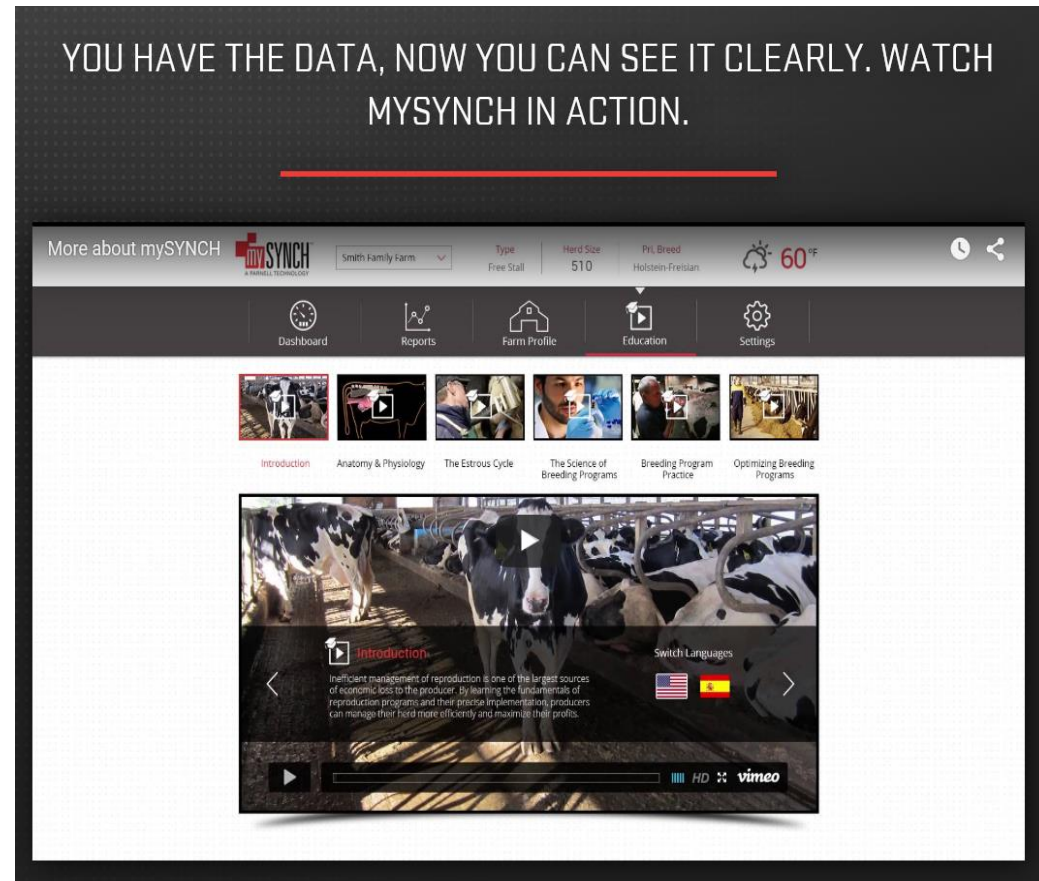 YOU HAVE THE DATA, NOW YOU CAN SEE IT CLEARLY. WATCH
MYSYNCH IN ACTION.
More about mySYNCH
mySYNCH
A PARNELL TECHNOLOGY
Smith Family Farm
Type
Free Stall
Herd Size
510
Pri. Breed
Holstein-Freisian
60°F
Dashboard
Reports
Farm Profile
Education
Settings
Introduction
Anatomy & Physiology
The Estrous Cycle
The Science of
Breeding Programs
Breeding Program
Practice
Optimizing Breeding
Programs
Introduction
Inefficient management of reproduction is one of the largest sources
of economic loss to the producer. By learning the fundamentals of
reproduction programs and their precise implementation, producers
can manage their herd more efficiently and maximize their profits.
Switch Languages
HD
vimeo